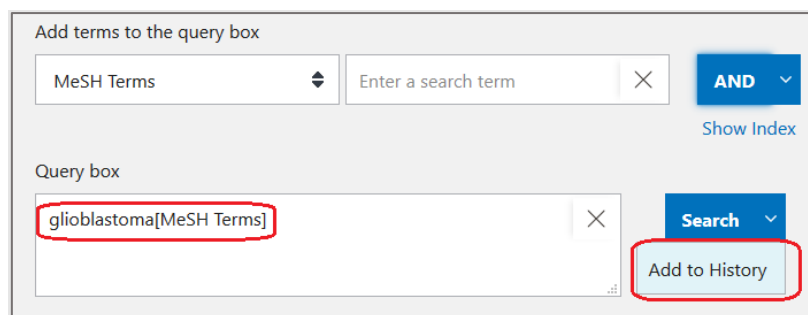 Add terms to the query box
MeSH Terms
Enter a search term
AND
Show Index
Query box
glioblastoma[MeSH Terms]
Search
Add to History